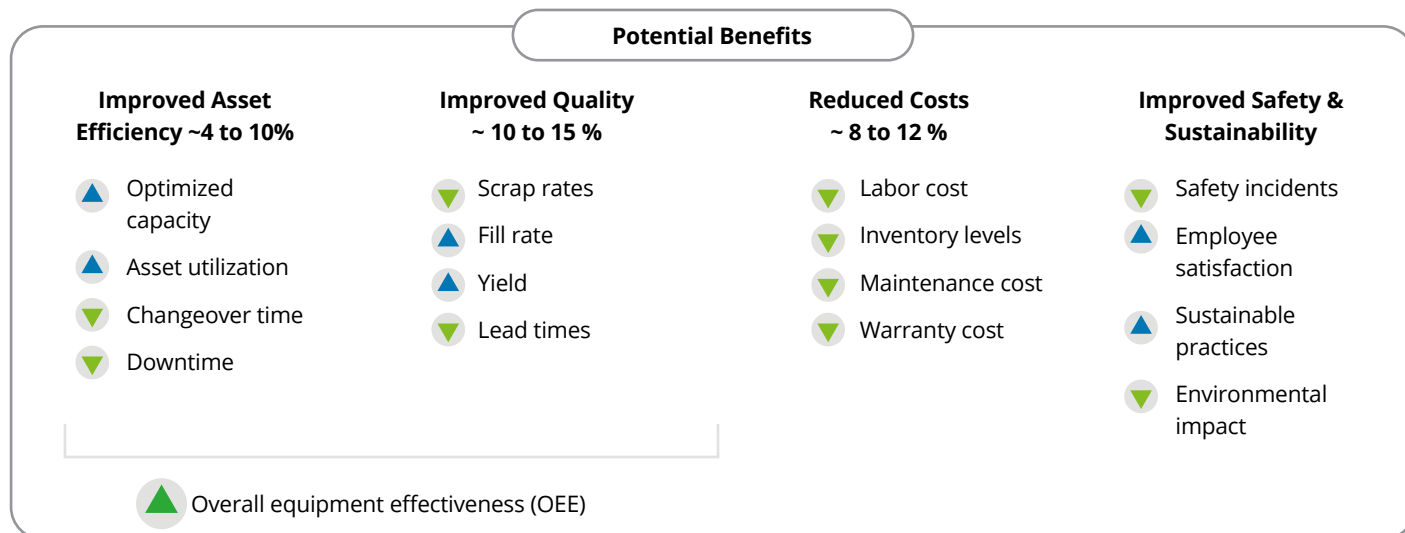 Potential Benefits
Improved Asset
Efficiency ~4 to 10%
Optimized
capacity
Asset utilization
Changeover time
Downtime
Improved Quality
~ 10 to 15 %
Scrap rates
Fill rate
Yield
Lead times
Reduced Costs
~ 8 to 12 %
Labor cost
Inventory levels
Maintenance cost
Warranty cost
Improved Safety &
Sustainability
Safety incidents
Employee
satisfaction
Sustainable
practices
Environmental
impact
Overall equipment effectiveness (OEE)